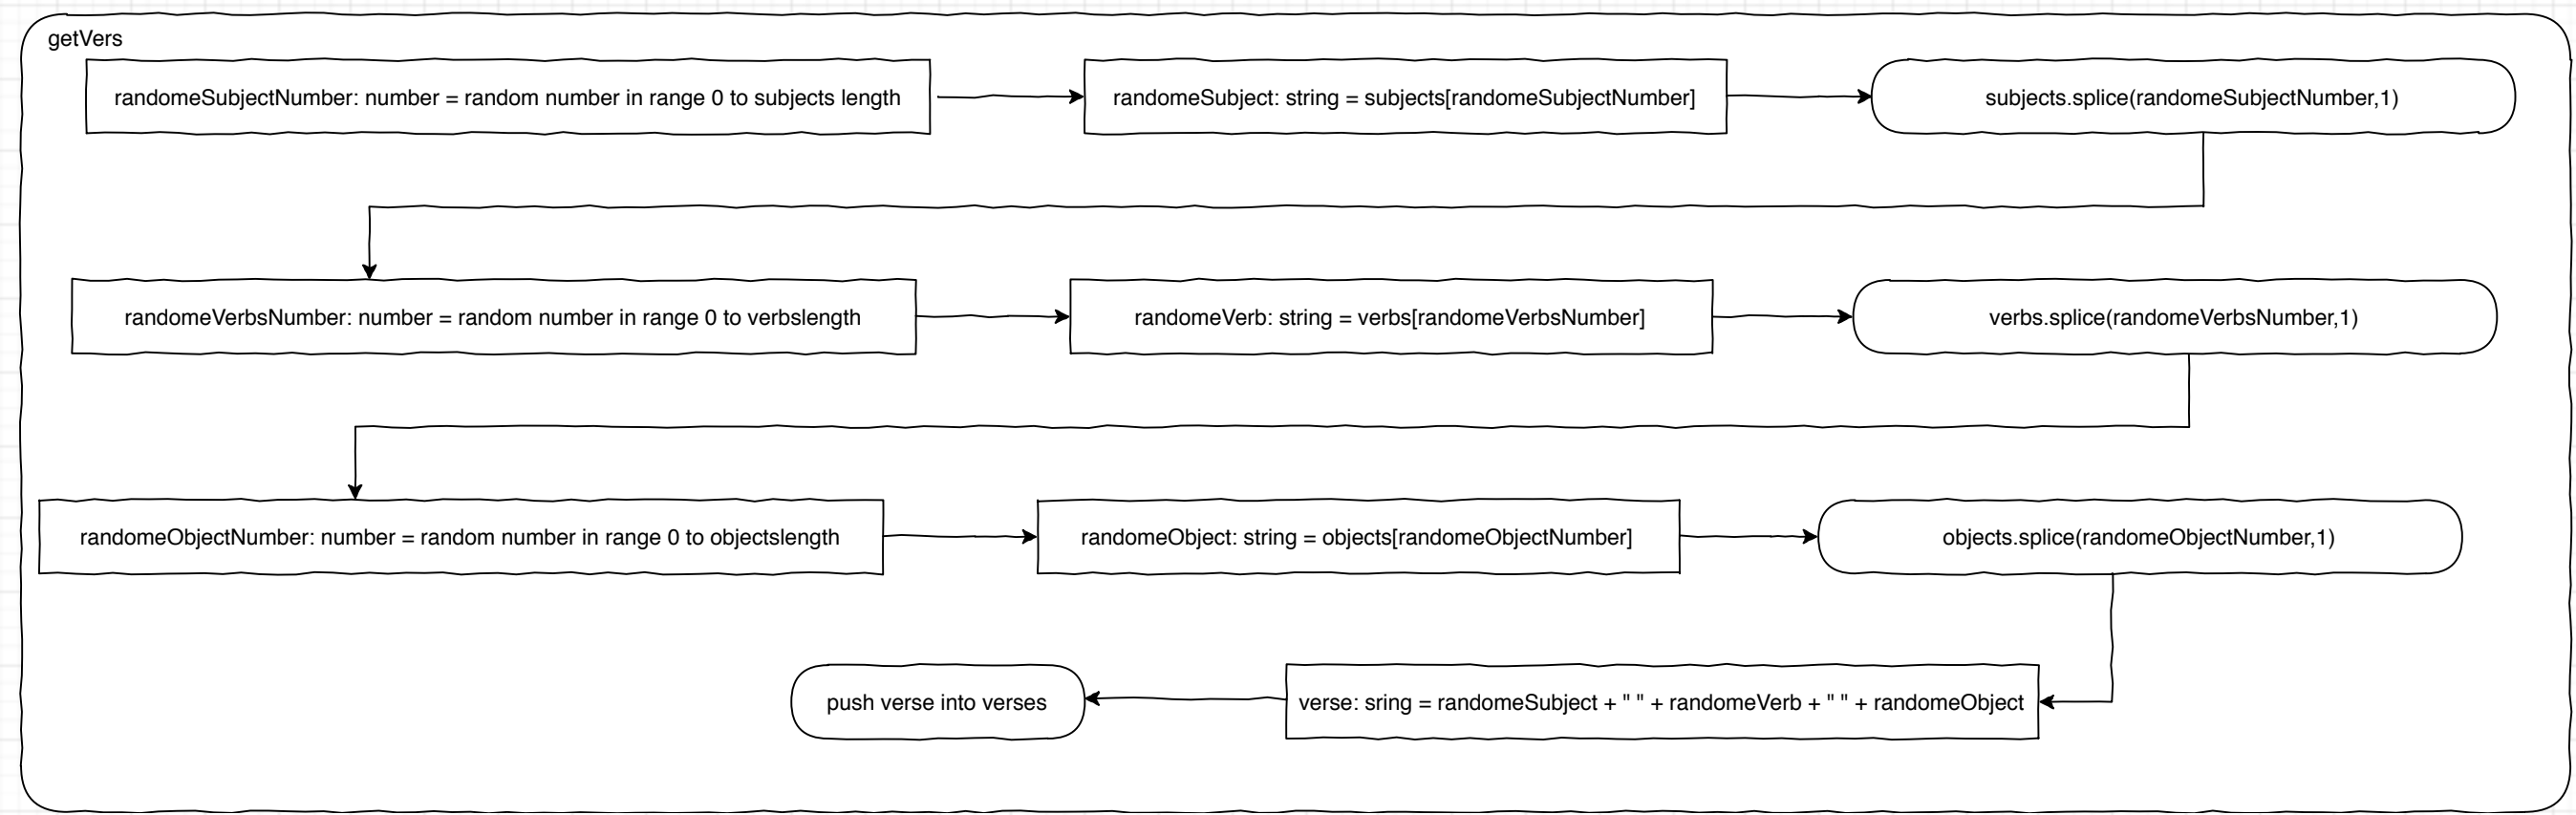 getVers
randomeSubjectNumber: number = random number in range 0 to subjects length
randomeSubject: string = subjects[randomeSubjectNumber]
subjects.splice(randomeSubjectNumber,1)
randomeVerbsNumber: number = random number in range 0 to verbslength
randomeVerb: string = verbs[randomeVerbsNumber]
verbs.splice(randomeVerbsNumber,1)
randomeObjectNumber: number = random number in range 0 to objectslength
randomeObject: string = objects[randomeObjectNumber]
objects.splice(randomeObjectNumber,1)
push verse into verses
verse: sring = randomeSubject + " " + randomeVerb + " " + randomeObject